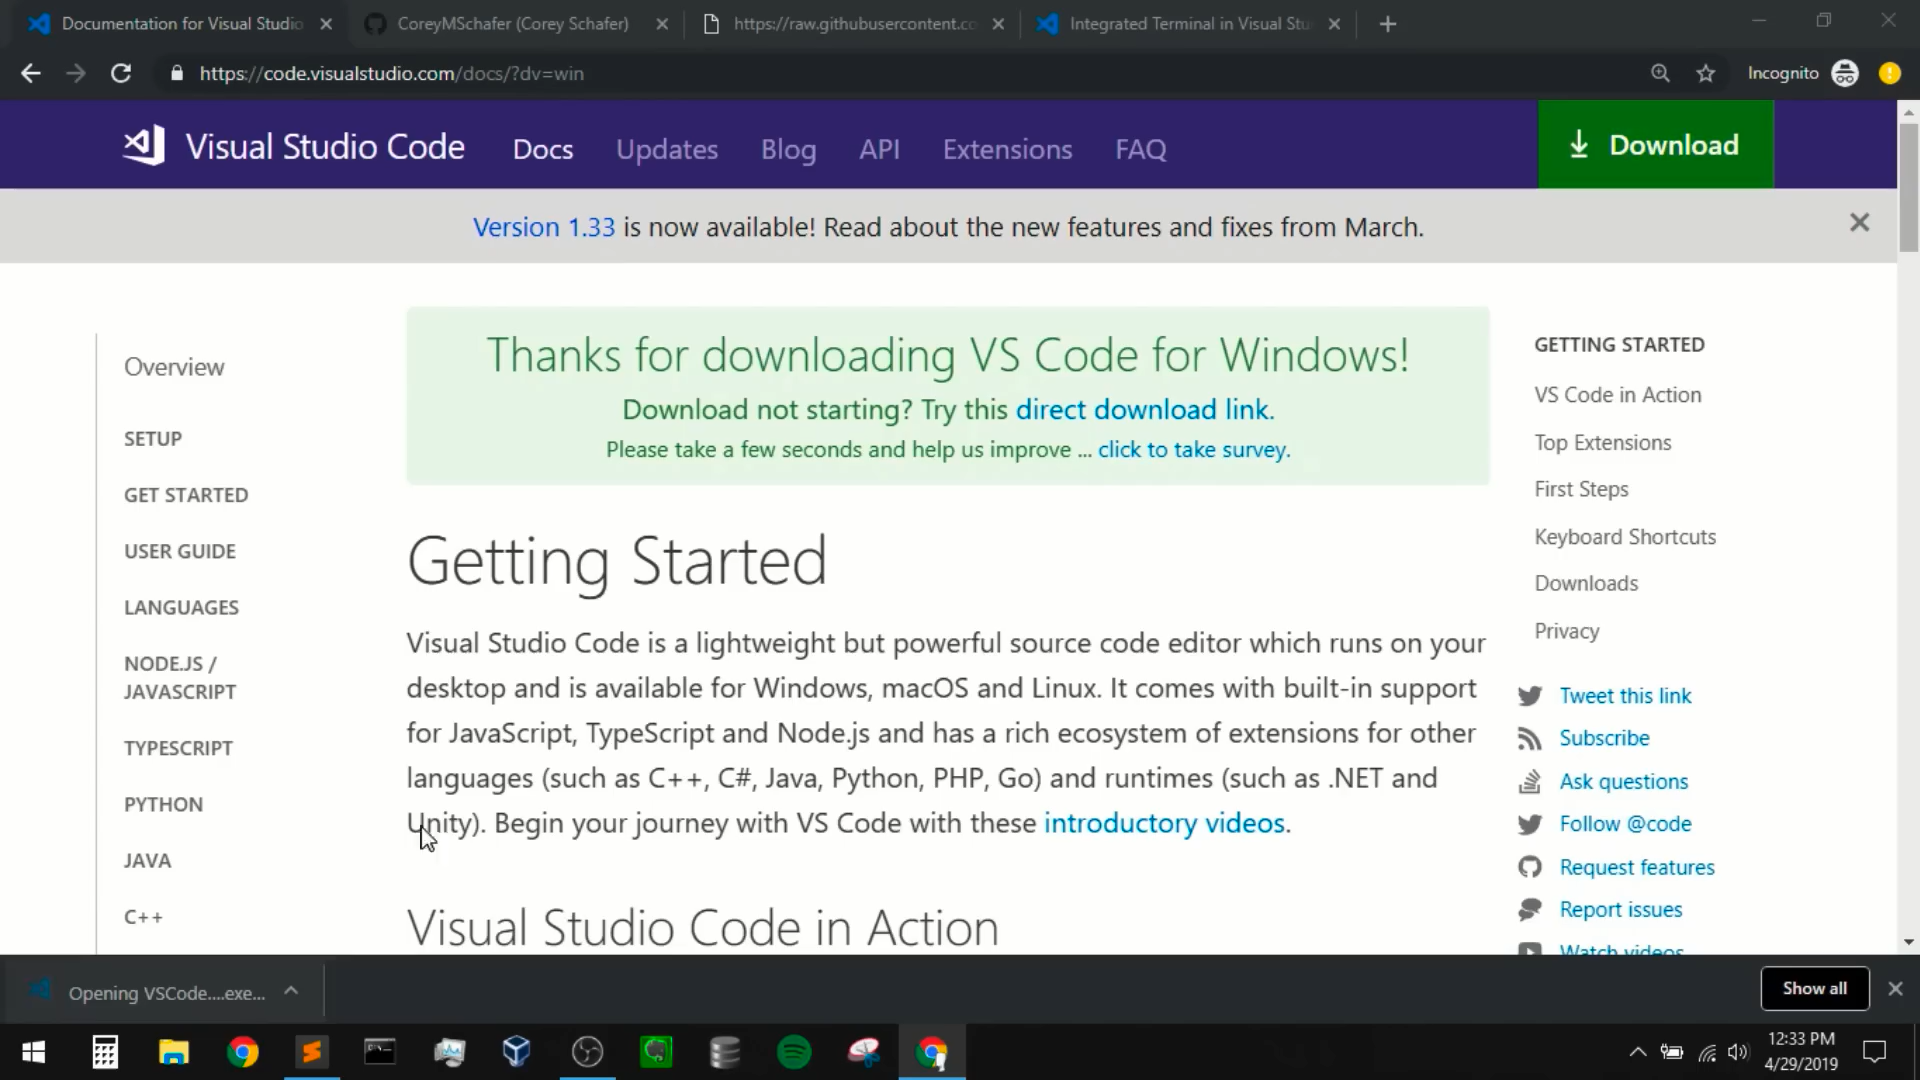 Documentation for Visual Studio
CoreyMSchafer (Corey Schafer)
https://raw.githubusercontent.co
Integrated Terminal in Visual Stu
https://code.visualstudio.com/docs/?dv=win
Incognito
Visual Studio Code
Docs
Updates
Blog
API
Extensions
FAQ
Download
Version 1.33 is now available! Read about the new features and fixes from March.
Overview
SETUP
GET STARTED
USER GUIDE
LANGUAGES
NODE.JS /
JAVASCRIPT
TYPESCRIPT
PYTHON
JAVA
C++
Thanks for downloading VS Code for Windows!
Download not starting? Try this direct download link.
Please take a few seconds and help us improve ... click to take survey.
Getting Started
Visual Studio Code is a lightweight but powerful source code editor which runs on your
desktop and is available for Windows, macOS and Linux. It comes with built-in support
for JavaScript, TypeScript and Node.js and has a rich ecosystem of extensions for other
languages (such as C++, C#, Java, Python, PHP, Go) and runtimes (such as .NET and
Unity). Begin your journey with VS Code with these introductory videos.
Visual Studio Code in Action
GETTING STARTED
VS Code in Action
Top Extensions
First Steps
Keyboard Shortcuts
Downloads
Privacy
Tweet this link
Subscribe
Ask questions
Follow @code
Request features
Report issues
Watch videos
Opening VSCode....exe...
Show all
12:33 PM
4/29/2019